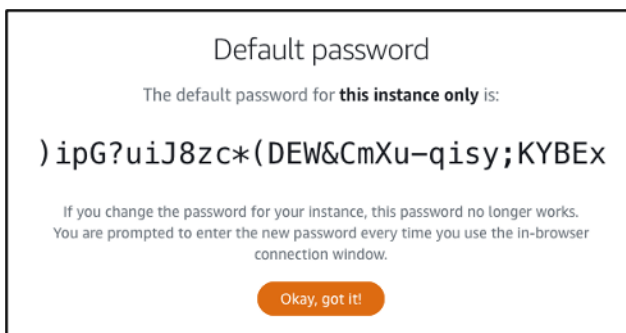 Default password
The default password for this instance only is:
)ipG?uiJ8zc*(DEW&CmXu-qisy;KYBEx
If you change the password for your instance, this password no longer works.
You are prompted to enter the new password every time you use the in-browser
connection window.
Okay, got it!